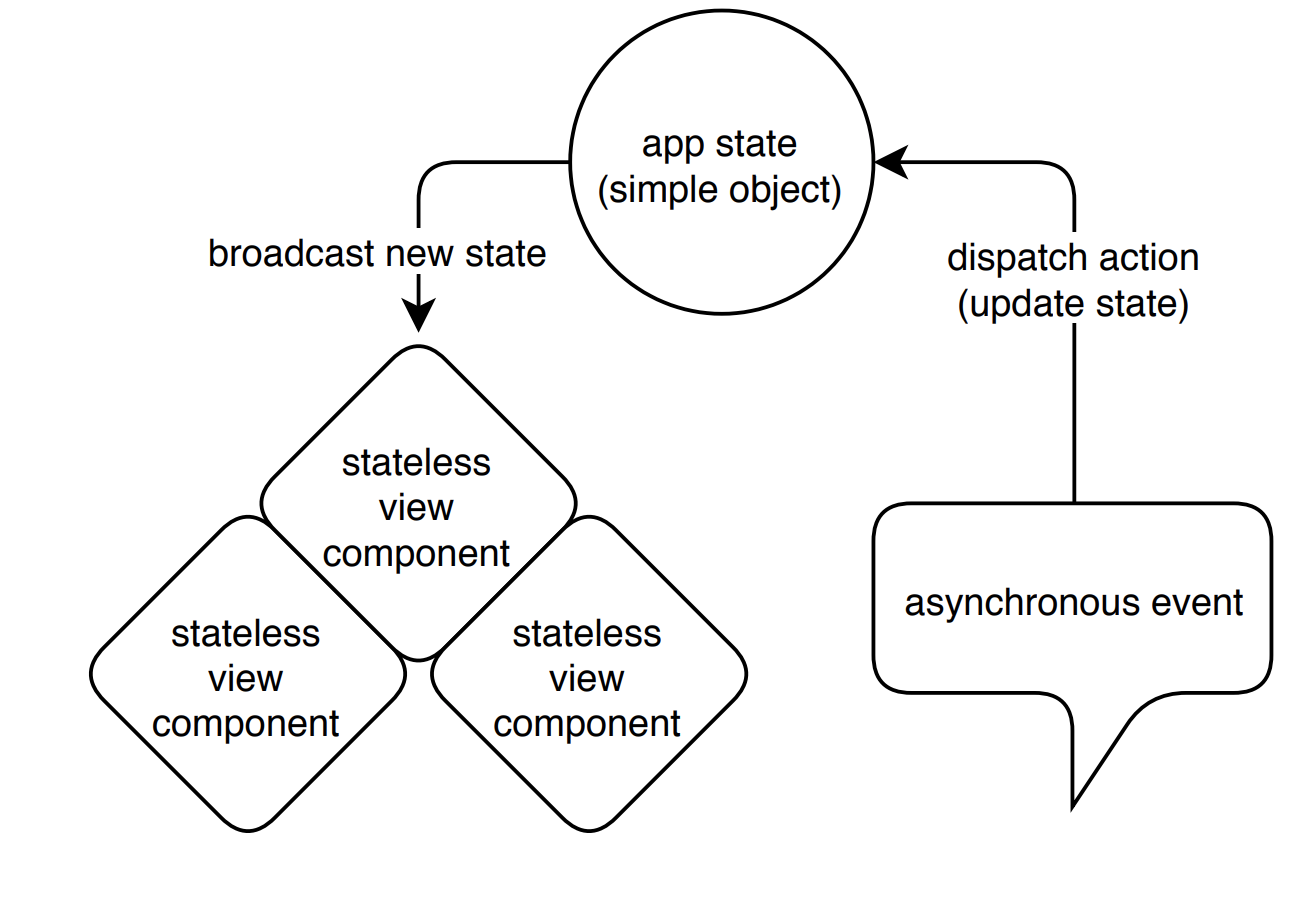 app state
(simple object)
broadcast new state
dispatch action
(update state)
stateless
view
component
stateless
view
component
stateless
view
component
asynchronous event